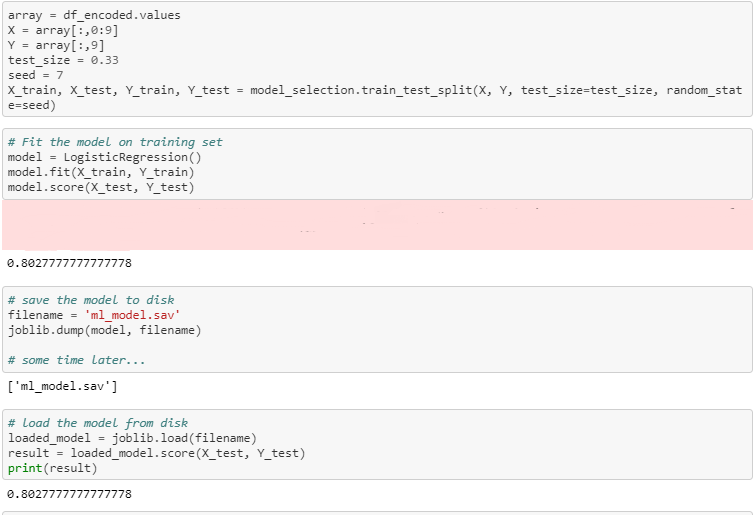 array = df_encoded.values
X = array[:,0:9]
Y = array[:,9]
test_size = 0.33
seed = 7
X_train, X_test, Y_train, Y_test = model_selection.train_test_split(X, Y, test_size=test_size, random_stat
e=seed)
# Fit the model on training set
model = LogisticRegression()
model.fit(X_train, Y_train)
model.score(X_test, Y_test)
0.8027777777777778
# save the model to disk
filename = 'ml_model.sav'
joblib.dump(model, filename)
# some time later...
['ml_model.sav']
# load the model from disk
loaded_model = joblib.load(filename)
result = loaded_model.score(X_test, Y_test)
print(result)
0.8027777777777778